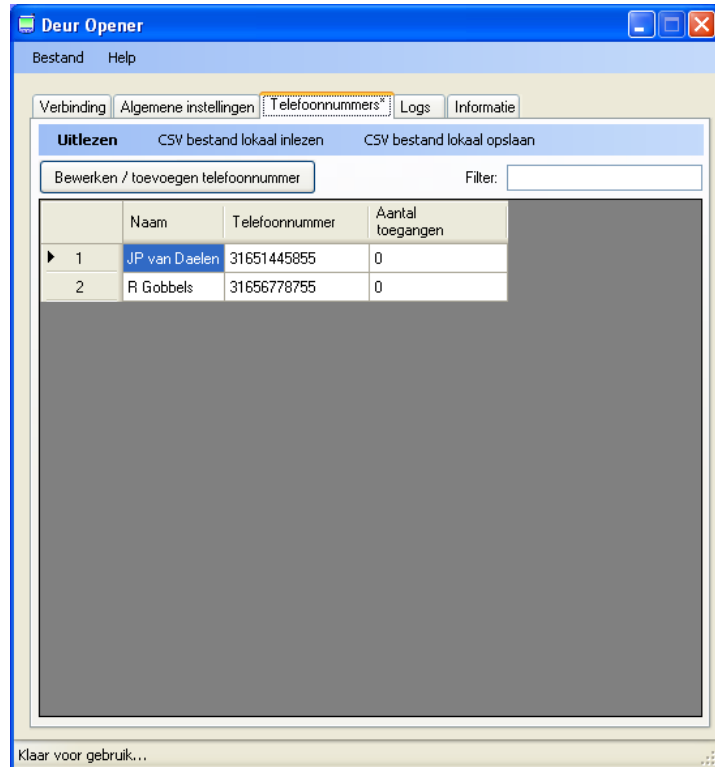 Deur Opener
Bestand Help
Verbinding Algemene instellingen Telefoonnummers* Logs Informatie
Uitlezen CSV bestand lokaal inlezen CSV bestand lokaal opslaan
Bewerken / toevoegen telefoonnummer Filter:
Naam Telefoonnummer Aantal toegangen
1 JP van Daelen 31651445855 0
2 R Gobbels 31656778755 0
Klaar voor gebruik...